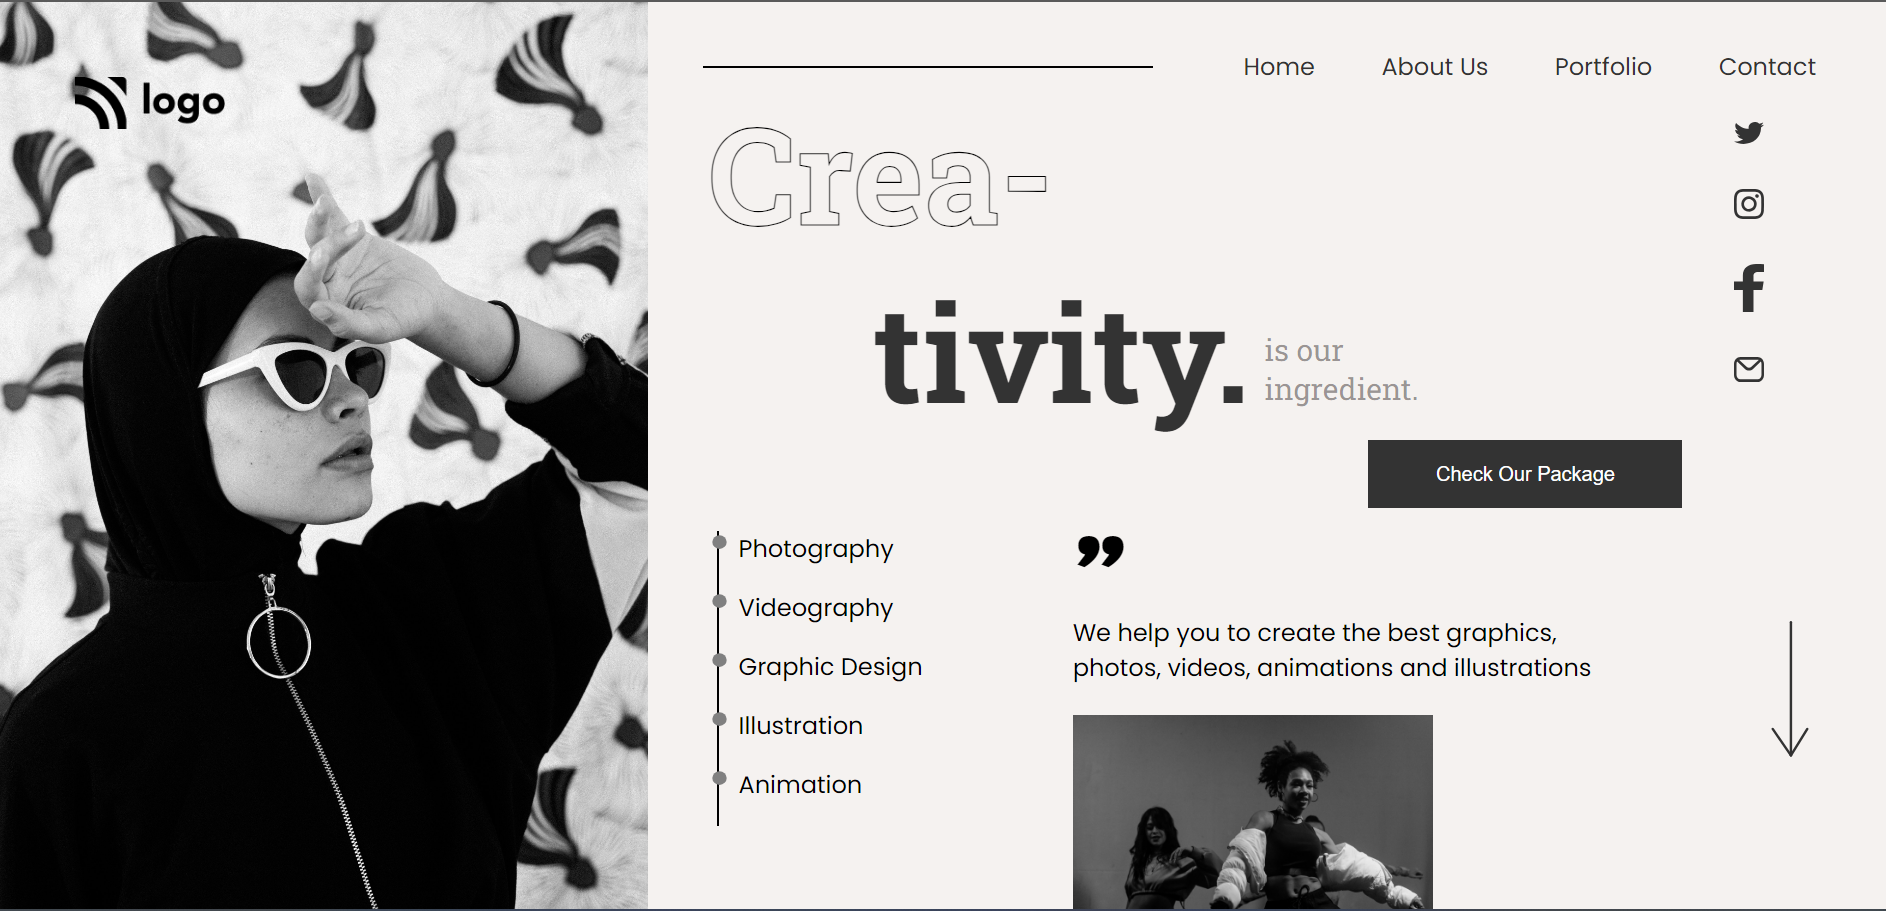 logo
Home About Us Portfolio Contact
Crea-
tivity.
is our
ingredient.
Check Our Package
Photography
Videography
Graphic Design
Illustration
Animation
”
We help you to create the best graphics,
photos, videos, animations and illustrations